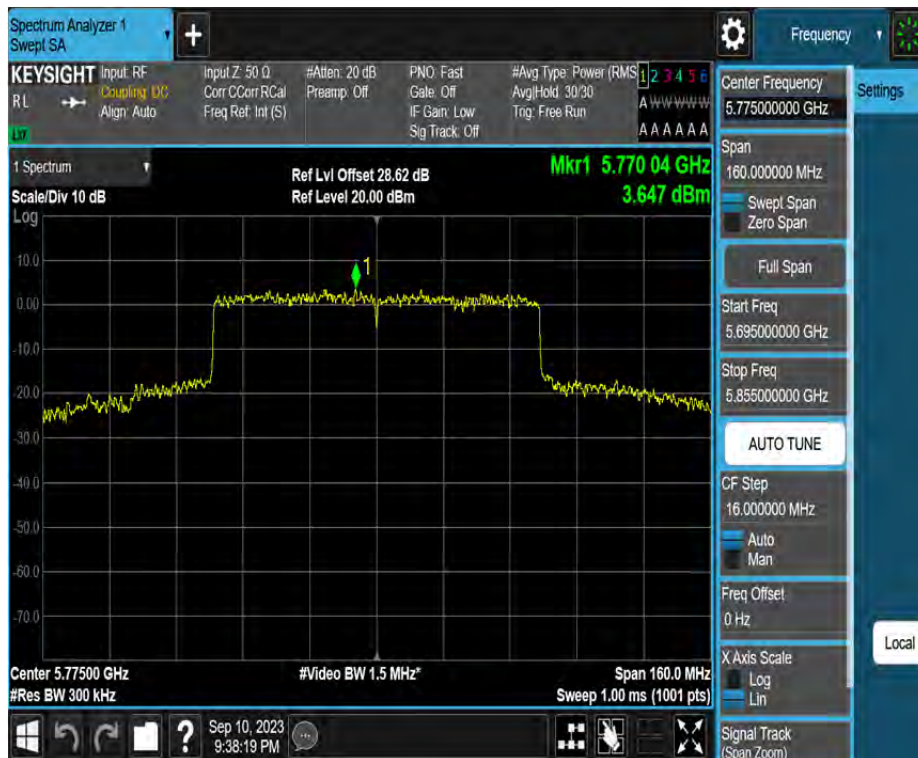 Spectrum Analyzer 1
Swept SA
Frequency
KEYSIGHT
Input: RF
Input Z: 50 Ω
#Atten: 20 dB
PNO: Fast
#Avg Type: Power (RMS
1 2 3 4 5 6
RL
Coupling: DC
Corr CCorr RCal
Preamp: Off
Gate: Off
Avg|Hold: 30/30
A W W W W W
Align: Auto
Freq Ref: Int (S)
IF Gain: Low
Trig: Free Run
Sig Track: Off
A A A A A A
LXI
1 Spectrum
Ref Lvl Offset 28.62 dB
Mkr1 5.770 04 GHz
Scale/Div 10 dB
Ref Level 20.00 dBm
3.647 dBm
Log
10.0
0.00
-10.0
-20.0
-30.0
-40.0
-50.0
-60.0
-70.0
1
Center 5.77500 GHz
#Video BW 1.5 MHz*
Span 160.0 MHz
#Res BW 300 kHz
Sweep 1.00 ms (1001 pts)
Center Frequency
5.775000000 GHz
Settings
Span
160.000000 MHz
Swept Span
Zero Span
Full Span
Start Freq
5.695000000 GHz
Stop Freq
5.855000000 GHz
AUTO TUNE
CF Step
16.000000 MHz
Auto
Man
Freq Offset
0 Hz
X Axis Scale
Log
Lin
Local
Signal Track
(Span Zoom)
?
Sep 10, 2023
9:38:19 PM